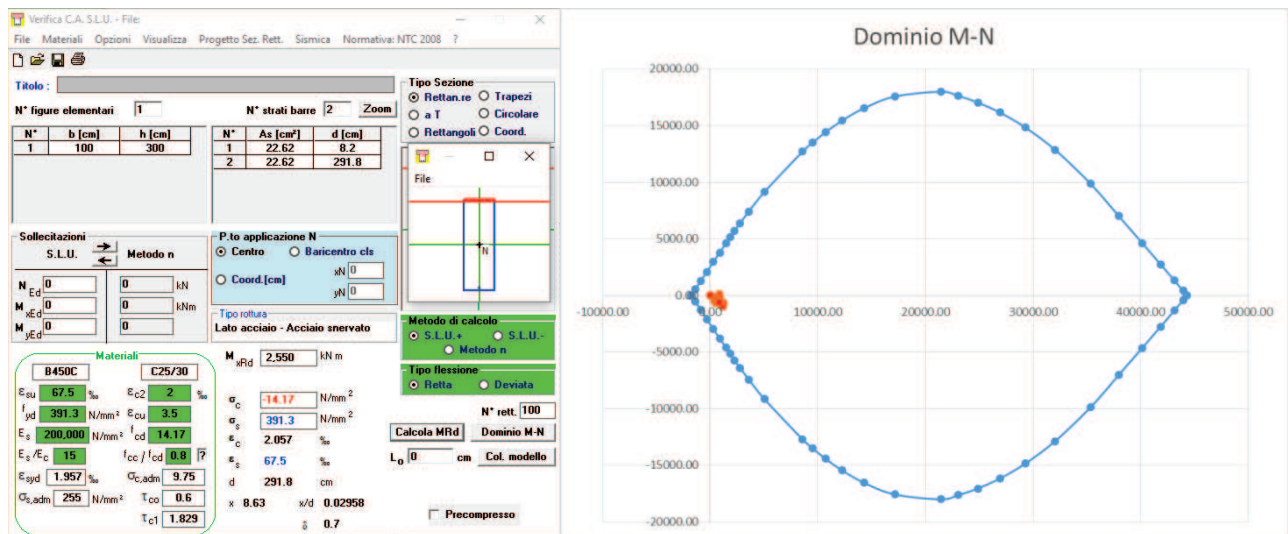 Verifica C.A. S.L.U. - File:
File Materiali Opzioni Visualizza Progetto Sez. Rett. Sismica Normativa: NTC 2008 ?
Titolo :
N° figure elementari 1
N° strati barre 2 Zoom
N° b [cm] h [cm]
1 100 300
N° As [cm²] d [cm]
1 22.62 8.2
2 22.62 291.8
Tipo Sezione
Rettan.re Trapezi
a T Circolare
Rettangoli Coord.
File
N
Sollecitazioni
S.L.U. Metodo n
N Ed 0 0 kN
M xEd 0 0 kNm
M yEd 0 0
P.to applicazione N
Centro Baricentro cls
Coord.[cm] xN 0
yN 0
Tipo rottura
Lato acciaio - Acciaio snervato
Metodo di calcolo
S.L.U.+ S.L.U.-
Metodo n
Tipo flessione
Retta Deviata
Materiali
B450C C25/30
εsu 67.5 ‰ εc2 2 ‰
fyd 391.3 N/mm² εcu 3.5
Es 200,000 N/mm² fcd 14.17
Es/Ec 15 fcc / fcd 0.8 ?
εsyd 1.957 ‰ σc,adm 9.75
σs,adm 255 N/mm² τco 0.6
τc1 1.829
M xRd 2,550 kN m
σc -14.17 N/mm²
σs 391.3 N/mm²
εc 2.057 ‰
εs 67.5 ‰
d 291.8 cm
x 8.63 x/d 0.02958
δ 0.7
N° rett. 100
Calcola MRd Dominio M-N
Lo 0 cm Col. modello
Precompresso
Dominio M-N
20000.00
15000.00
10000.00
5000.00
0.00
-5000.00
-10000.00
-15000.00
-20000.00
-10000.00 0.00 10000.00 20000.00 30000.00 40000.00 50000.00